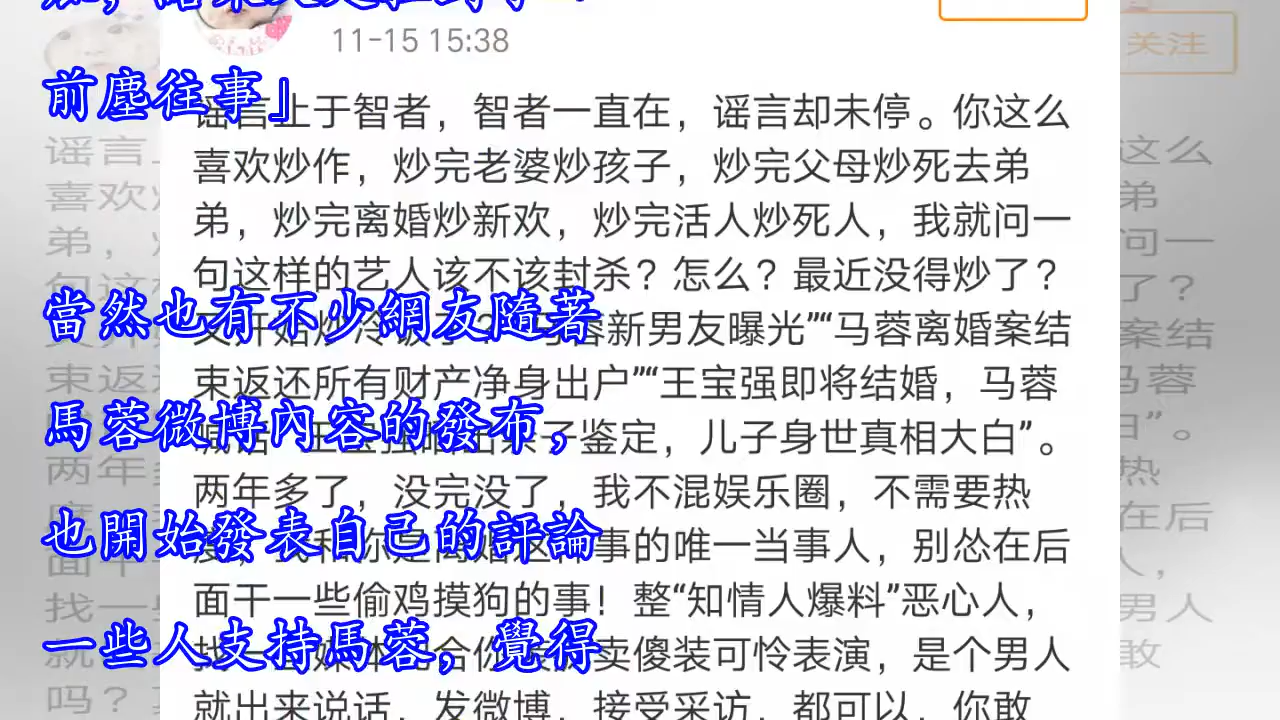 11-15 15:38
前塵往事」
谣言止于智者，智者一直在，谣言却未停。你这么
喜欢炒作，炒完老婆炒孩子，炒完父母炒死去弟
弟，炒完离婚炒新欢，炒完活人炒死人，我就问一
句这样的艺人该不该封杀？怎么？最近没得炒了？
當然也有不少網友隨著
新男友曝光”“马蓉离婚案结
束返还所有财产净身出户”“王宝强即将结婚，马蓉
馬蓉微博內容的發布，
子鉴定，儿子身世真相大白”。
两年多了，没完没了，我不混娱乐圈，不需要热
也開始發表自己的評論
事的唯一当事人，别怂在后
面干一些偷鸡摸狗的事！整“知情人爆料”恶心人，
一些人支持馬蓉，覺得
卖傻装可怜表演，是个男人
就出来说话，发微博，接受采访，都可以，你敢
关注